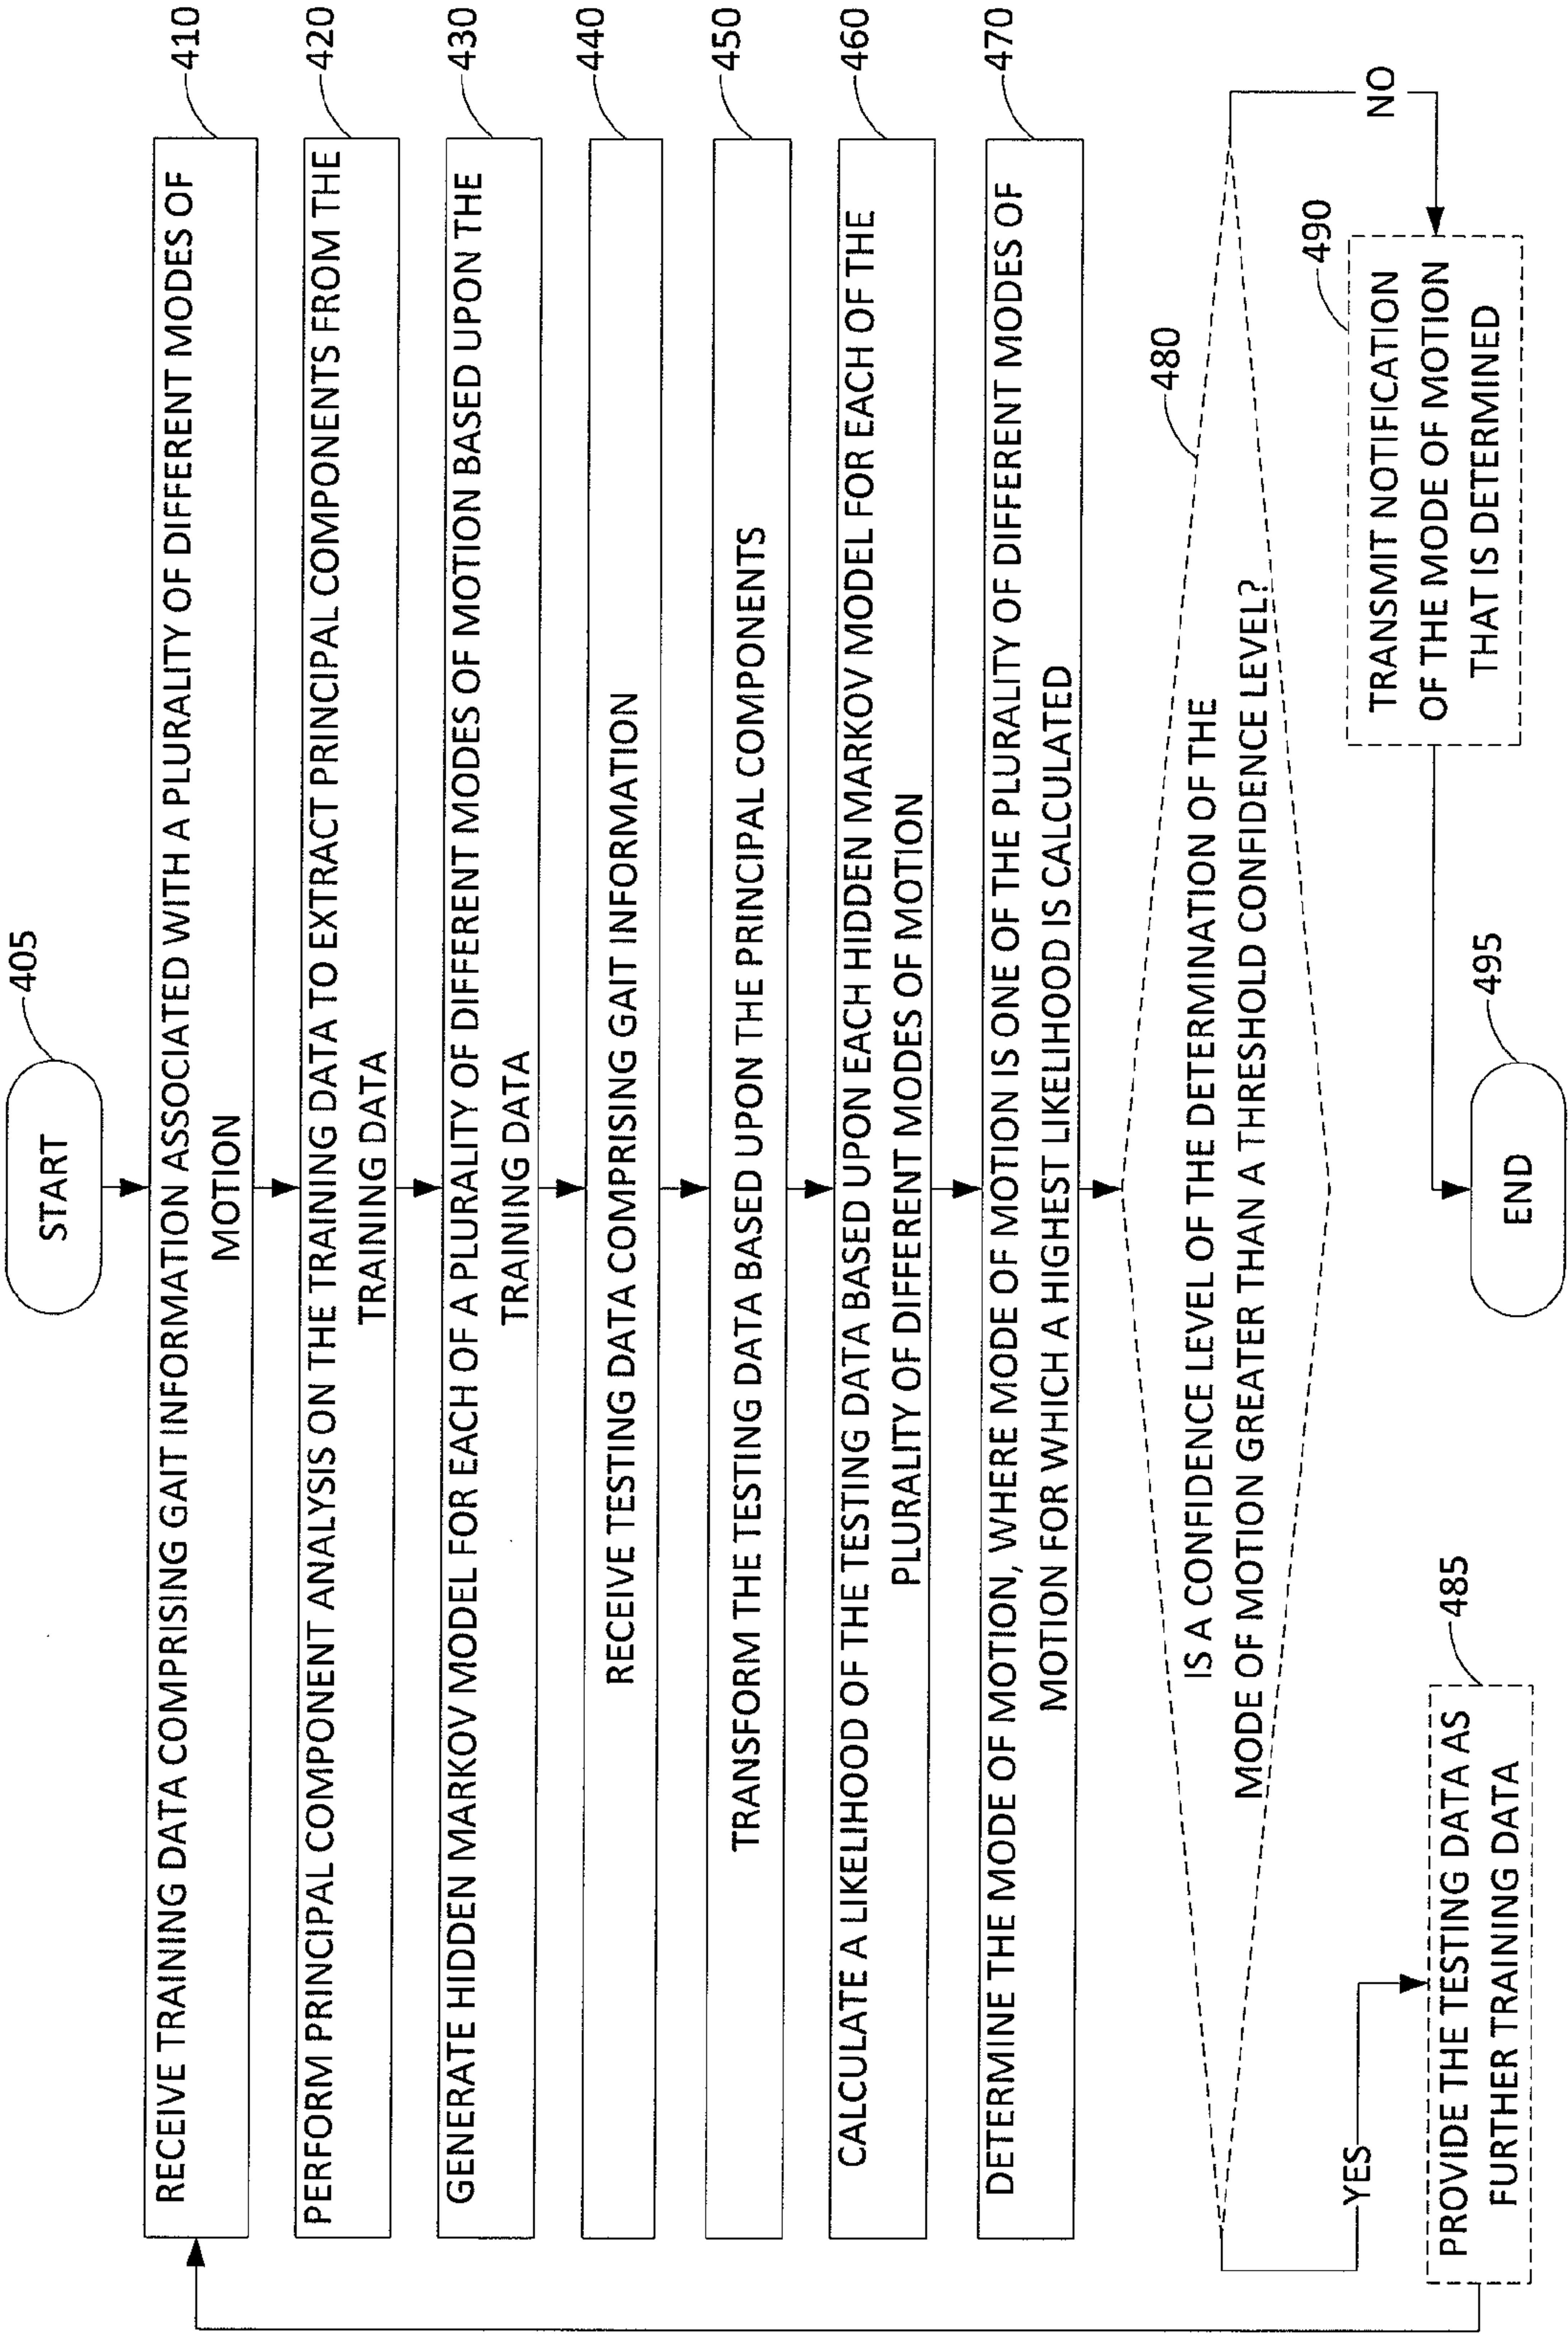 START
405
RECEIVE TRAINING DATA COMPRISING GAIT INFORMATION ASSOCIATED WITH A PLURALITY OF DIFFERENT MODES OF
MOTION
410
PERFORM PRINCIPAL COMPONENT ANALYSIS ON THE TRAINING DATA TO EXTRACT PRINCIPAL COMPONENTS FROM THE
TRAINING DATA
420
GENERATE HIDDEN MARKOV MODEL FOR EACH OF A PLURALITY OF DIFFERENT MODES OF MOTION BASED UPON THE
TRAINING DATA
430
RECEIVE TESTING DATA COMPRISING GAIT INFORMATION
440
TRANSFORM THE TESTING DATA BASED UPON THE PRINCIPAL COMPONENTS
450
CALCULATE A LIKELIHOOD OF THE TESTING DATA BASED UPON EACH HIDDEN MARKOV MODEL FOR EACH OF THE
PLURALITY OF DIFFERENT MODES OF MOTION
460
DETERMINE THE MODE OF MOTION, WHERE MODE OF MOTION IS ONE OF THE PLURALITY OF DIFFERENT MODES OF
MOTION FOR WHICH A HIGHEST LIKELIHOOD IS CALCULATED
470
IS A CONFIDENCE LEVEL OF THE DETERMINATION OF THE
MODE OF MOTION GREATER THAN A THRESHOLD CONFIDENCE LEVEL?
480
YES
NO
PROVIDE THE TESTING DATA AS
FURTHER TRAINING DATA
485
TRANSMIT NOTIFICATION
OF THE MODE OF MOTION
THAT IS DETERMINED
490
END
495